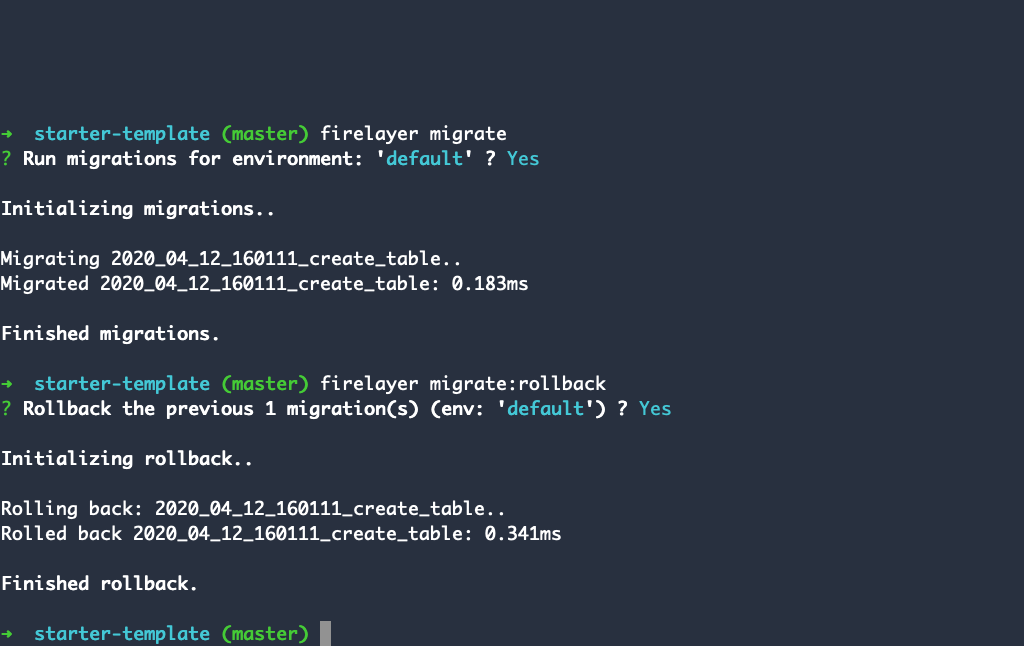 ➜  starter-template (master) firelayer migrate
? Run migrations for environment: 'default' ? Yes
Initializing migrations..
Migrating 2020_04_12_160111_create_table..
Migrated 2020_04_12_160111_create_table: 0.183ms
Finished migrations.
➜  starter-template (master) firelayer migrate:rollback
? Rollback the previous 1 migration(s) (env: 'default') ? Yes
Initializing rollback..
Rolling back: 2020_04_12_160111_create_table..
Rolled back 2020_04_12_160111_create_table: 0.341ms
Finished rollback.
➜  starter-template (master)